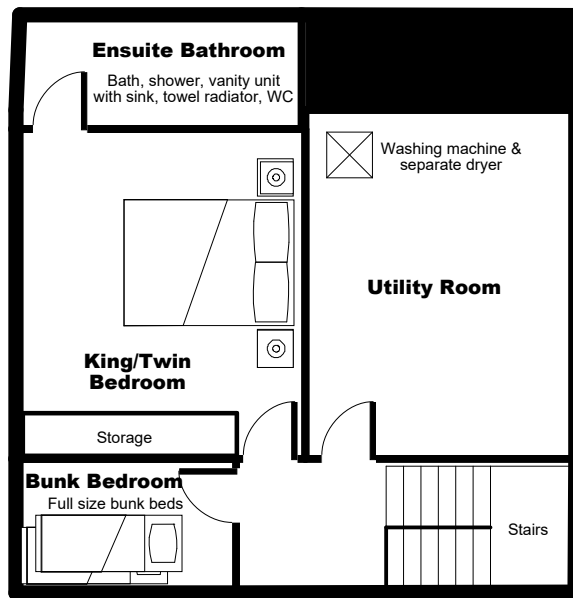 Ensuite Bathroom
Bath, shower, vanity unit
with sink, towel radiator, WC
Washing machine &
separate dryer
Utility Room
King/Twin
Bedroom
Storage
Bunk Bedroom
Full size bunk beds
Stairs